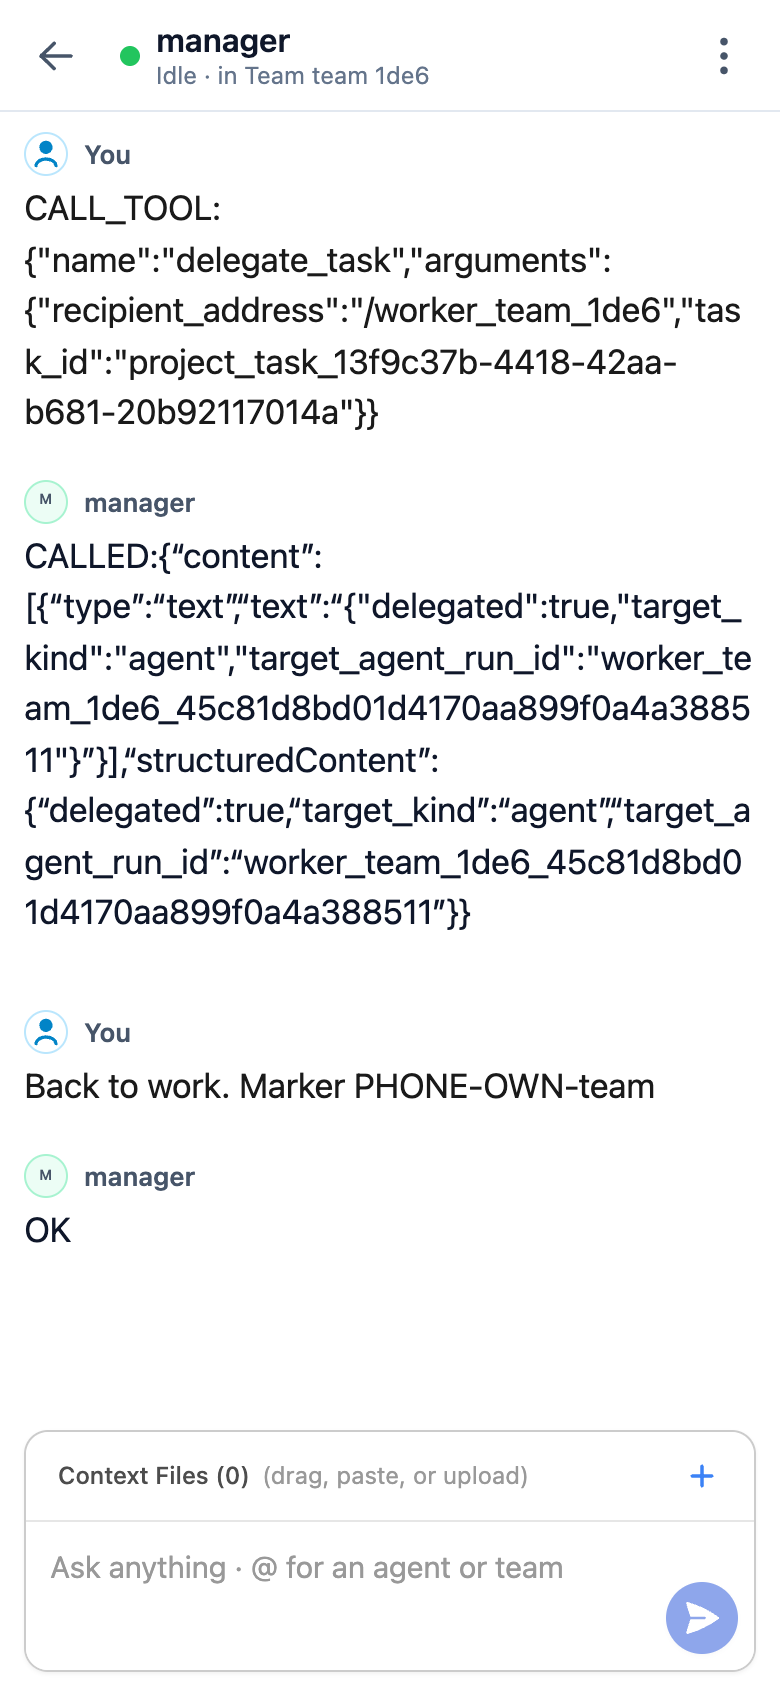 manager
Idle · in Team team 1de6
You
CALL_TOOL:
{"name":"delegate_task","arguments":
{"recipient_address":"/worker_team_1de6","tas
k_id":"project_task_13f9c37b-4418-42aa-
b681-20b92117014a"}}
M manager
CALLED:{“content”:
[{“type”:“text”,“text”:“{"delegated":true,"target_
kind":"agent","target_agent_run_id":"worker_te
am_1de6_45c81d8bd01d4170aa899f0a4a3885
11"}”}],“structuredContent”:
{“delegated”:true,“target_kind”:“agent”,“target_a
gent_run_id”:“worker_team_1de6_45c81d8bd0
1d4170aa899f0a4a388511”}}
You
Back to work. Marker PHONE-OWN-team
M manager
OK
Context Files (0) (drag, paste, or upload)
Ask anything · @ for an agent or team